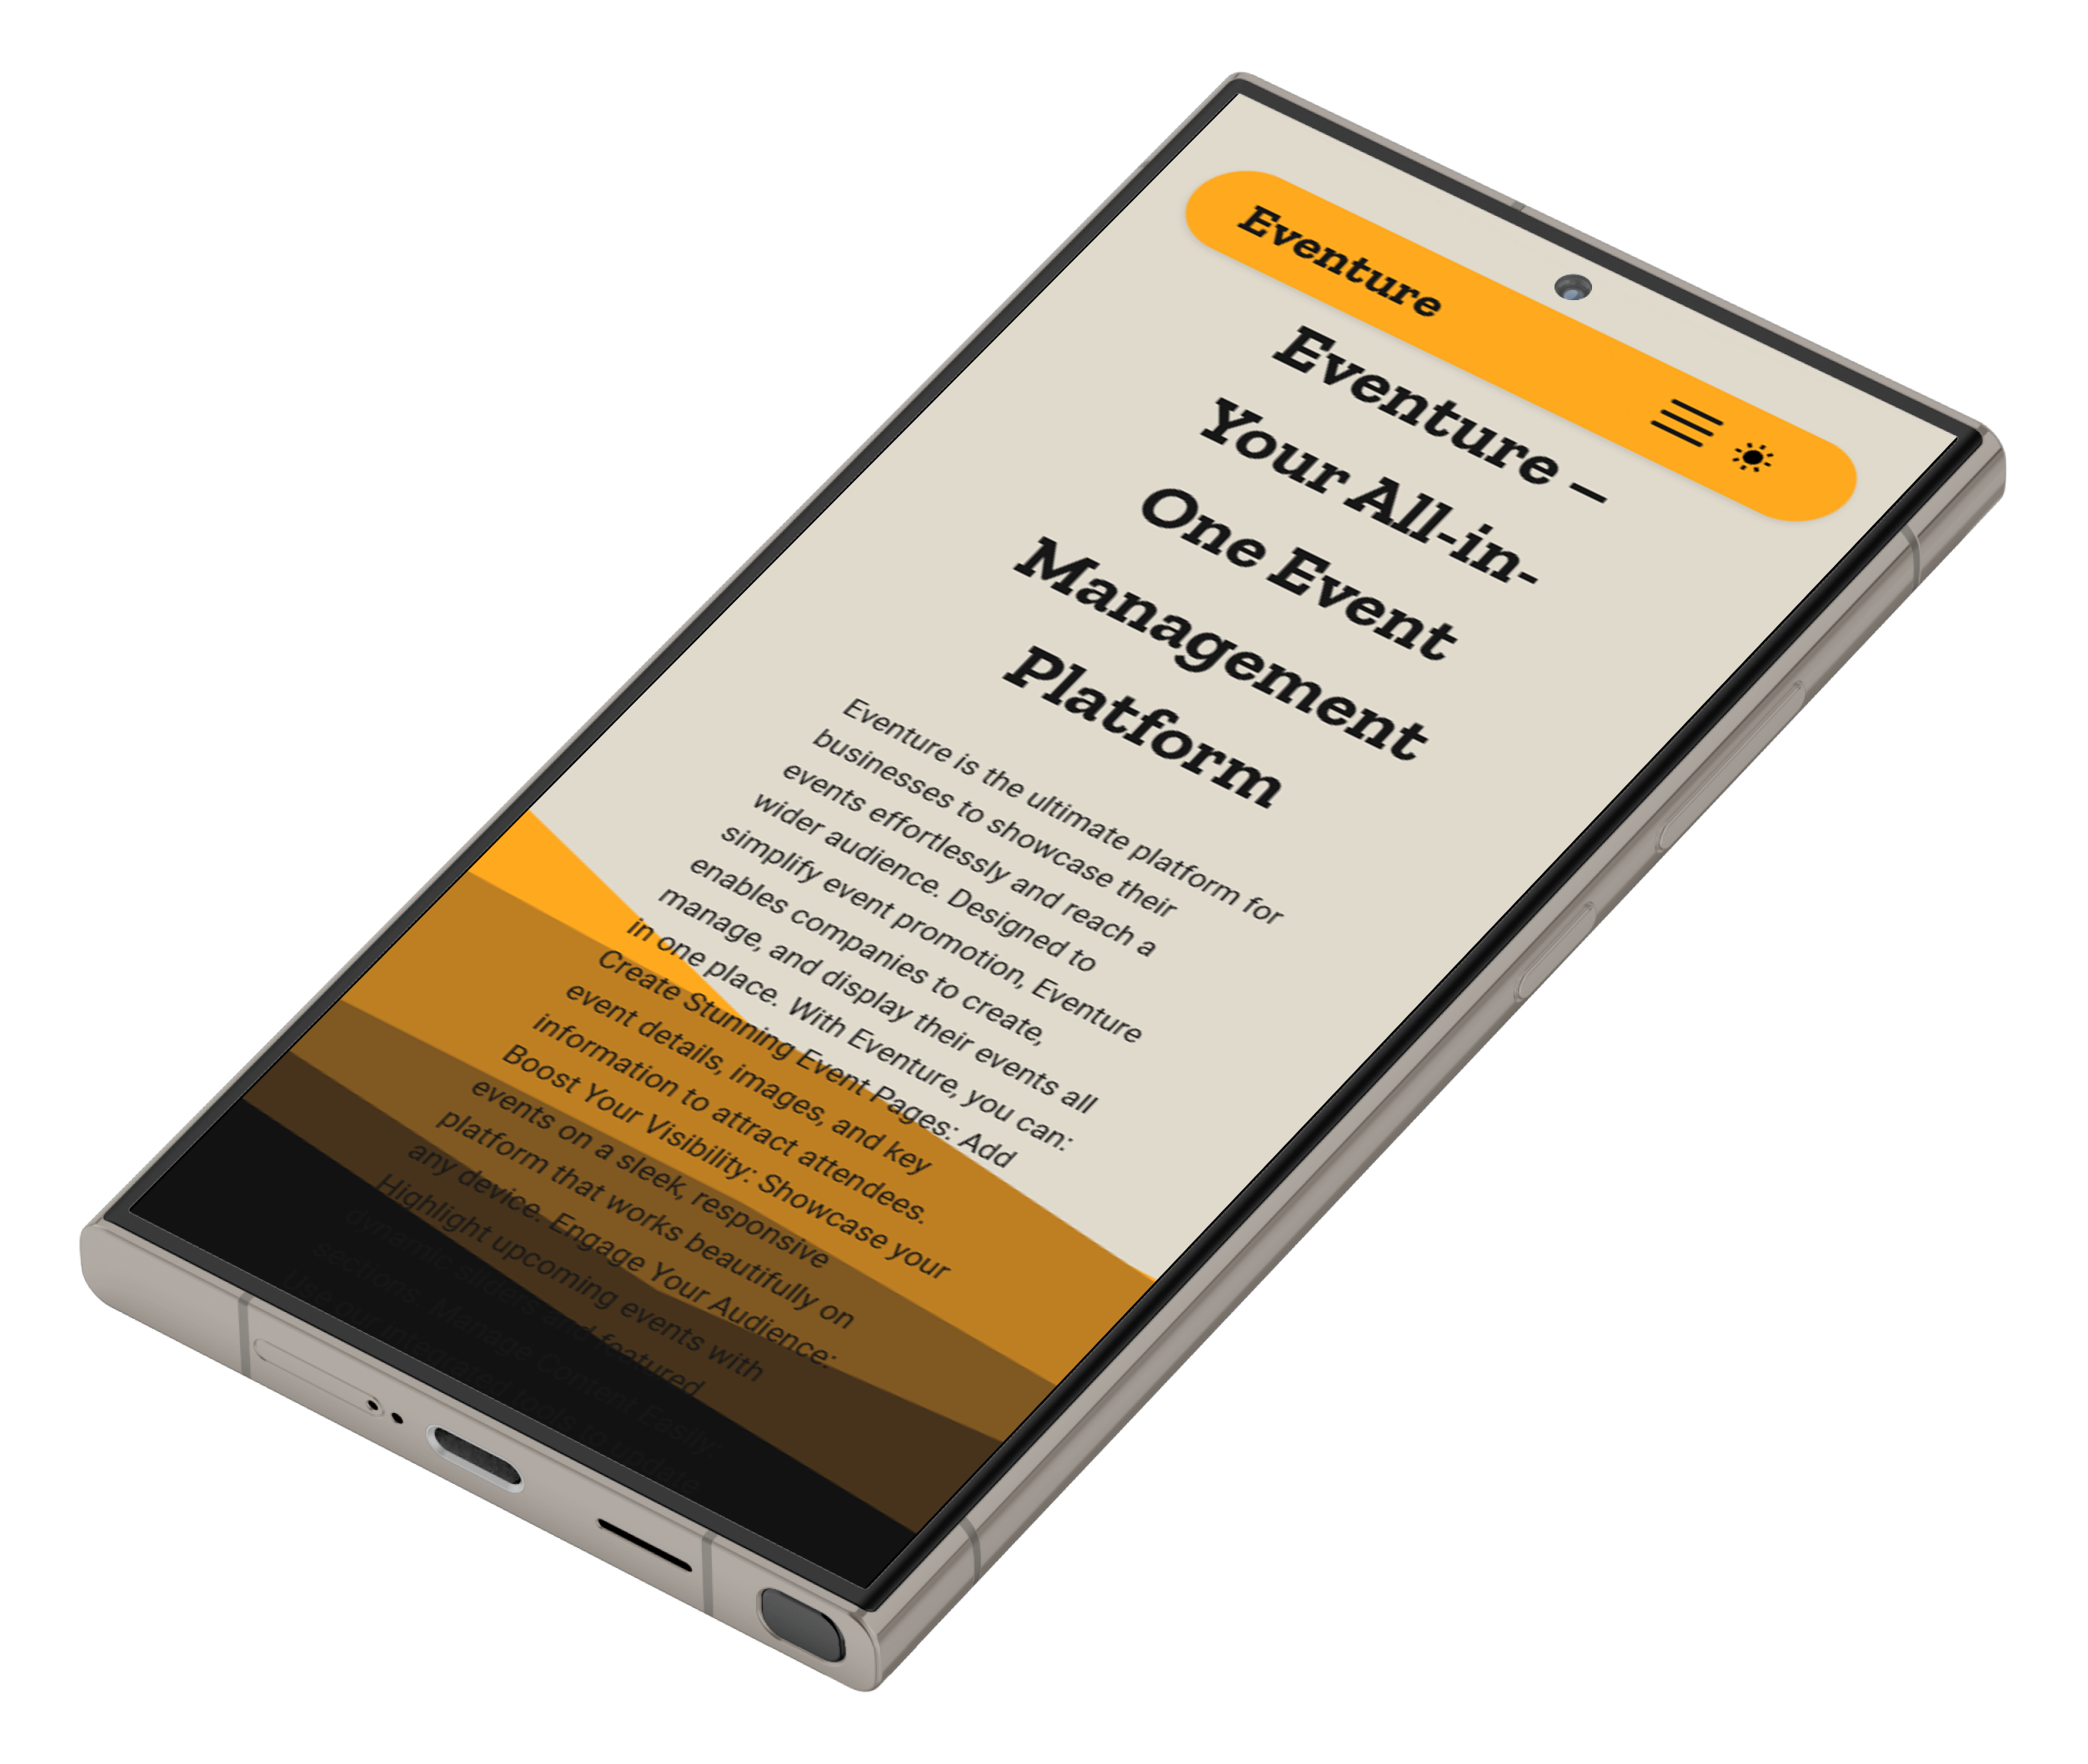 Eventure
Eventure –
Your All-in-
One Event
Management
Platform
Eventure is the ultimate platform for
businesses to showcase their
events effortlessly and reach a
wider audience. Designed to
simplify event promotion, Eventure
enables companies to create,
manage, and display their events all
in one place. With Eventure, you can:
Create Stunning Event Pages: Add
event details, images, and key
information to attract attendees.
Boost Your Visibility: Showcase your
events on a sleek, responsive
platform that works beautifully on
any device. Engage Your Audience:
Highlight upcoming events with
dynamic sliders and featured
sections. Manage Content Easily:
Use our integrated tools to update